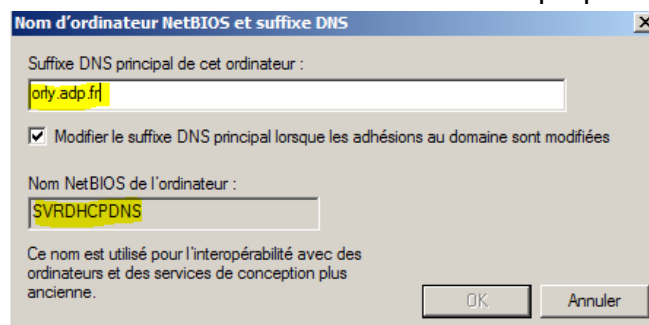 Nom d'ordinateur NetBIOS et suffixe DNS
Suffixe DNS principal de cet ordinateur :
orly.adp.fr
Modifier le suffixe DNS principal lorsque les adhésions au domaine sont modifiées
Nom NetBIOS de l'ordinateur :
SVRDHCPDNS
Ce nom est utilisé pour l'interopérabilité avec des
ordinateurs et des services de conception plus
ancienne.
OK Annuler